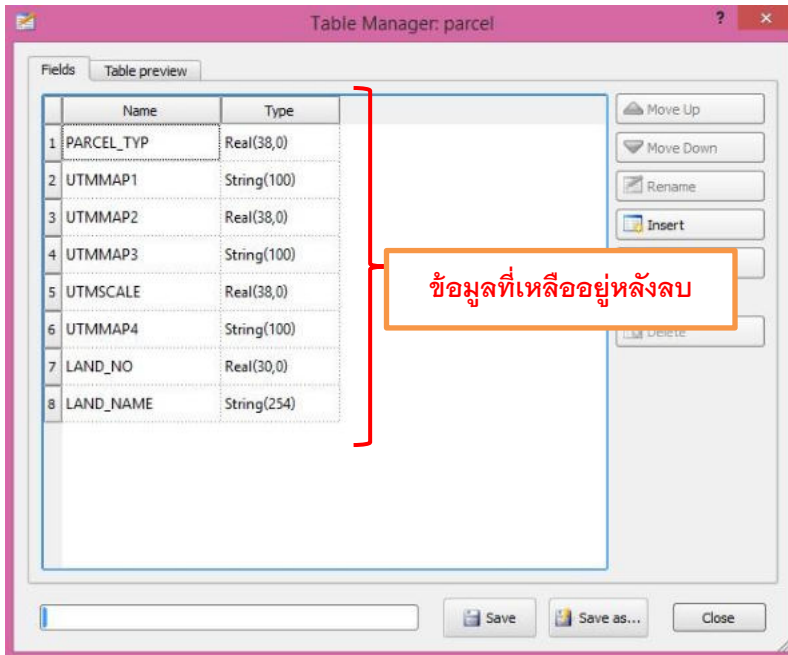 Table Manager: parcel
?
×
Fields Table preview
Name Type
1 PARCEL_TYP Real(38,0)
2 UTMMAP1 String(100)
3 UTMMAP2 Real(38,0)
4 UTMMAP3 String(100)
5 UTMSCALE Real(38,0)
6 UTMMAP4 String(100)
7 LAND_NO Real(30,0)
8 LAND_NAME String(254)
Move Up
Move Down
Rename
Insert
ข้อมูลที่เหลืออยู่หลังลบ
Delete
Save Save as... Close